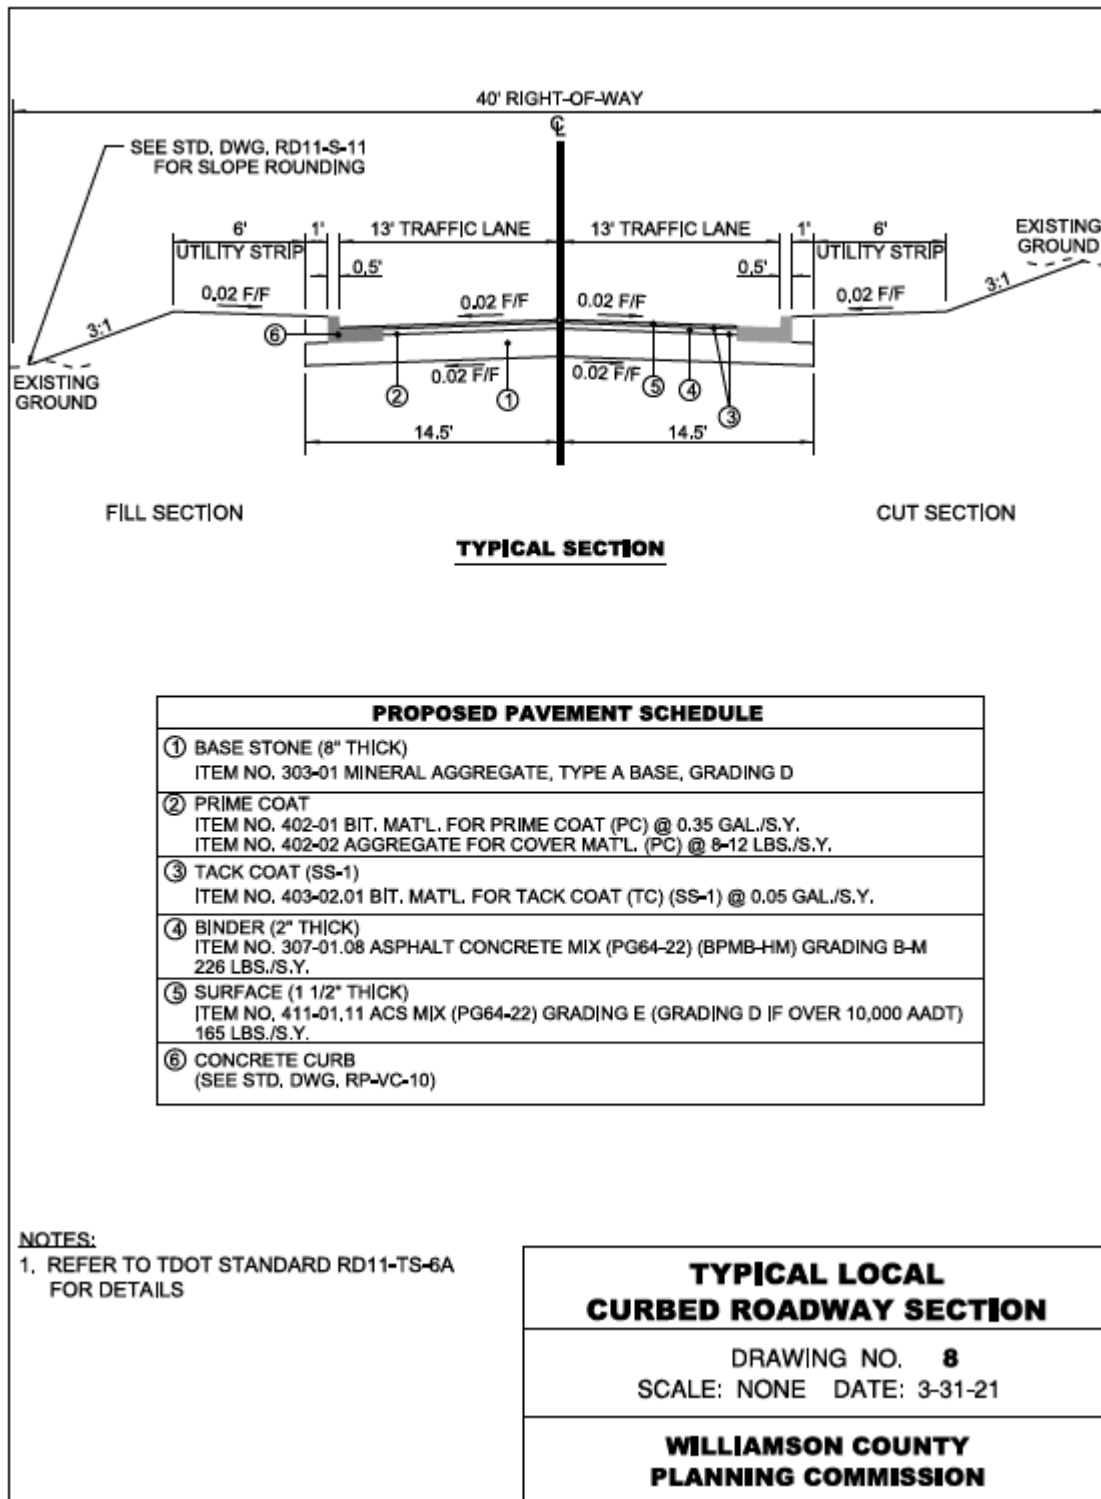 40' RIGHT-OF-WAY
℄
SEE STD. DWG. RD11-S-11
FOR SLOPE ROUNDING
6' 1' 13' TRAFFIC LANE 13' TRAFFIC LANE 1' 6'
EXISTING
GROUND
UTILITY STRIP UTILITY STRIP
0.5' 0.5'
0.02 F/F 0.02 F/F 0.02 F/F 0.02 F/F
3:1 3:1
6
EXISTING
GROUND
0.02 F/F 0.02 F/F
2 1 5 4 3
14.5' 14.5'
FILL SECTION CUT SECTION
TYPICAL SECTION
PROPOSED PAVEMENT SCHEDULE
1 BASE STONE (8" THICK)
ITEM NO. 303-01 MINERAL AGGREGATE, TYPE A BASE, GRADING D
2 PRIME COAT
ITEM NO. 402-01 BIT. MAT'L. FOR PRIME COAT (PC) @ 0.35 GAL./S.Y.
ITEM NO. 402-02 AGGREGATE FOR COVER MAT'L. (PC) @ 8-12 LBS./S.Y.
3 TACK COAT (SS-1)
ITEM NO. 403-02.01 BIT. MAT'L. FOR TACK COAT (TC) (SS-1) @ 0.05 GAL./S.Y.
4 BINDER (2" THICK)
ITEM NO. 307-01.08 ASPHALT CONCRETE MIX (PG64-22) (BPMB-HM) GRADING B-M
226 LBS./S.Y.
5 SURFACE (1 1/2" THICK)
ITEM NO. 411-01.11 ACS MIX (PG64-22) GRADING E (GRADING D IF OVER 10,000 AADT)
165 LBS./S.Y.
6 CONCRETE CURB
(SEE STD. DWG. RP-VC-10)
NOTES:
1. REFER TO TDOT STANDARD RD11-TS-6A
FOR DETAILS
TYPICAL LOCAL
CURBED ROADWAY SECTION
DRAWING NO. 8
SCALE: NONE DATE: 3-31-21
WILLIAMSON COUNTY
PLANNING COMMISSION